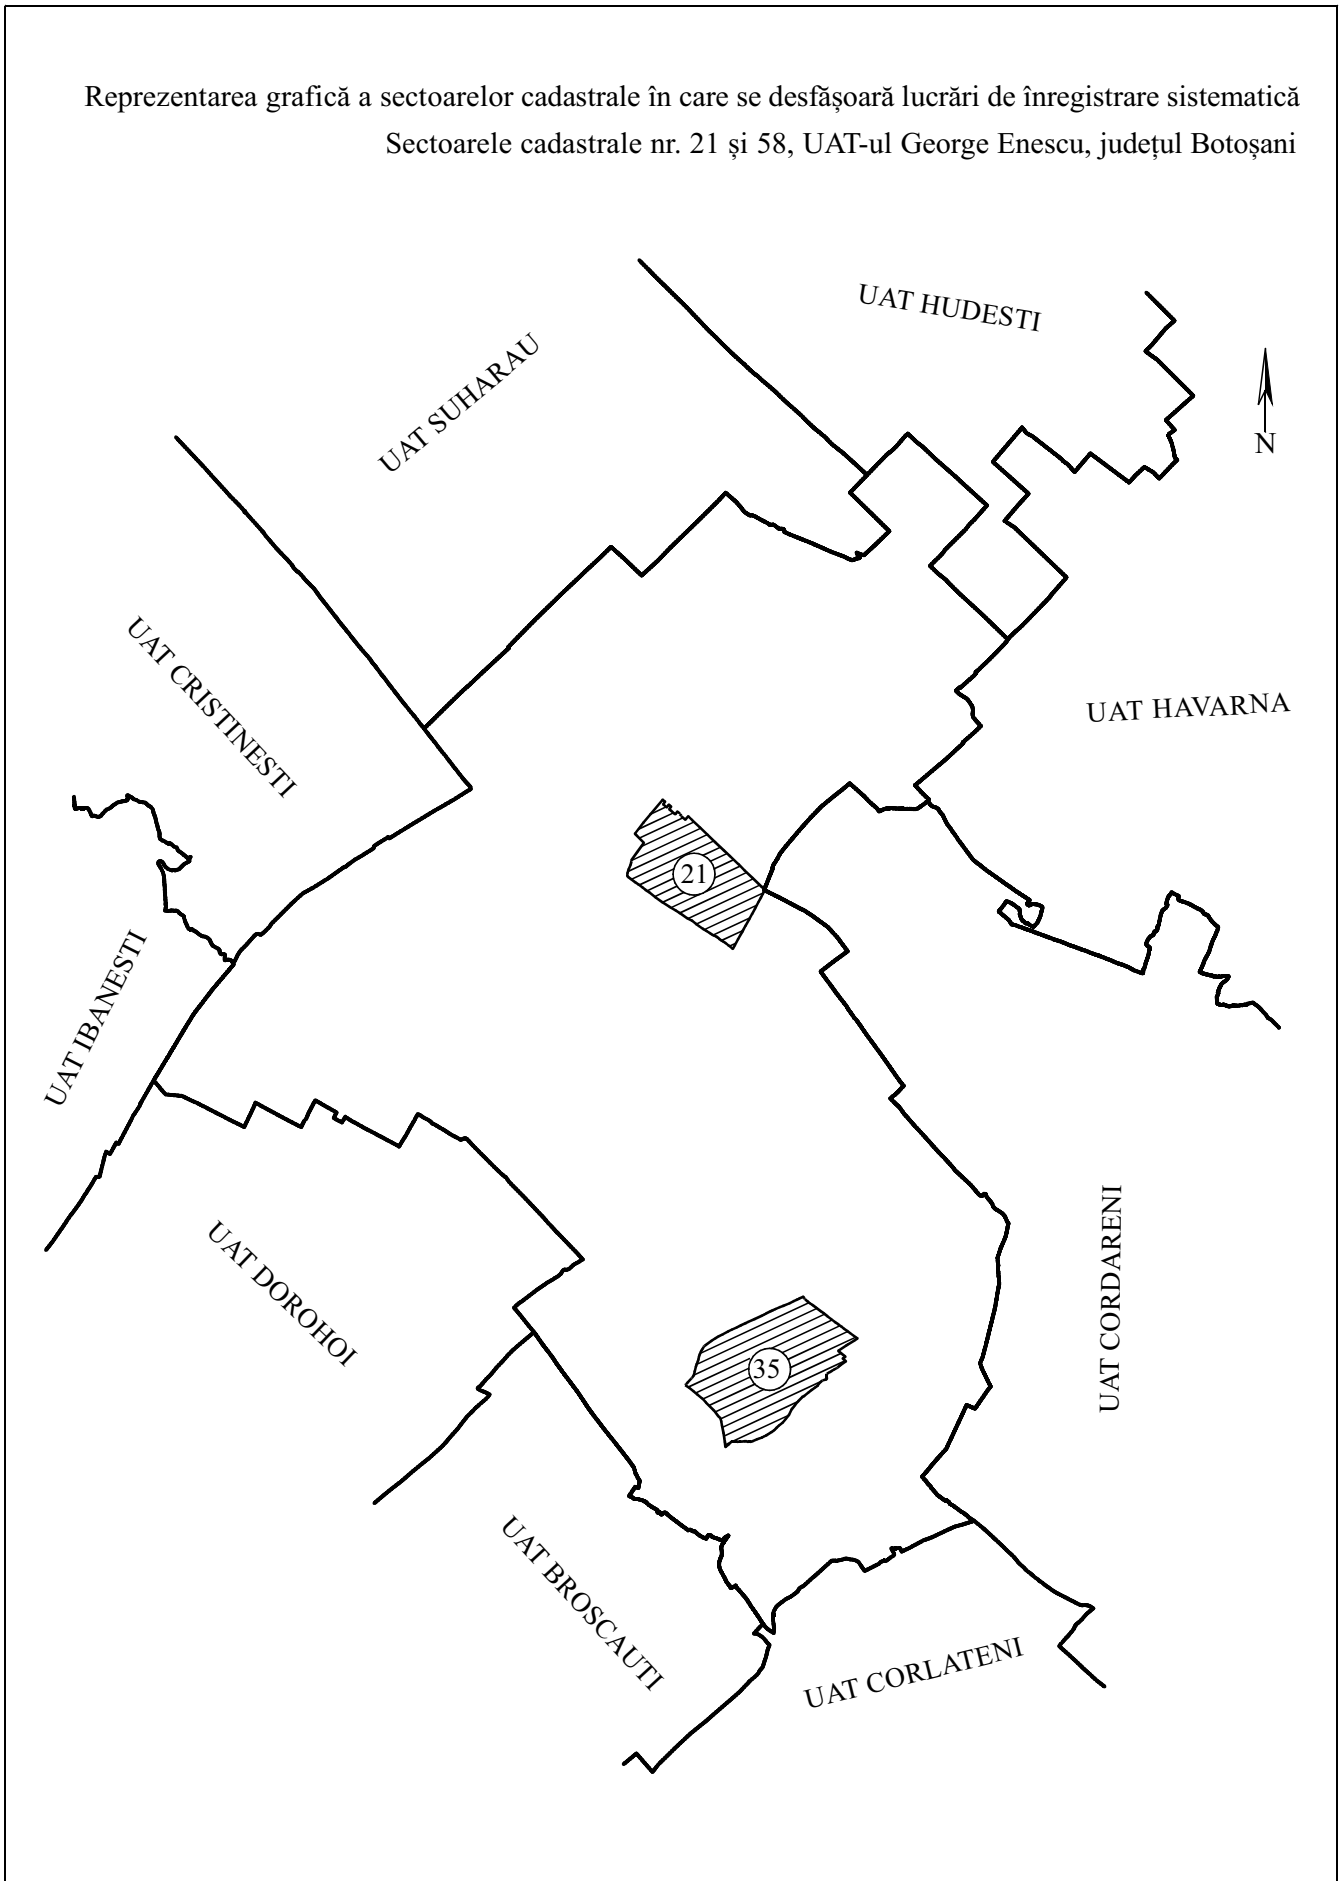 Reprezentarea grafică a sectoarelor cadastrale în care se desfășoară lucrări de înregistrare sistematică
Sectoarele cadastrale nr. 21 și 58, UAT-ul George Enescu, județul Botoșani
UAT HUDESTI
UAT SUHARAU
N
UAT CRISTINESTI
UAT HAVARNA
21
UAT IBANESTI
UAT CORDARENI
UAT DOROHOI
35
UAT BROSCAUTI
UAT CORLATENI